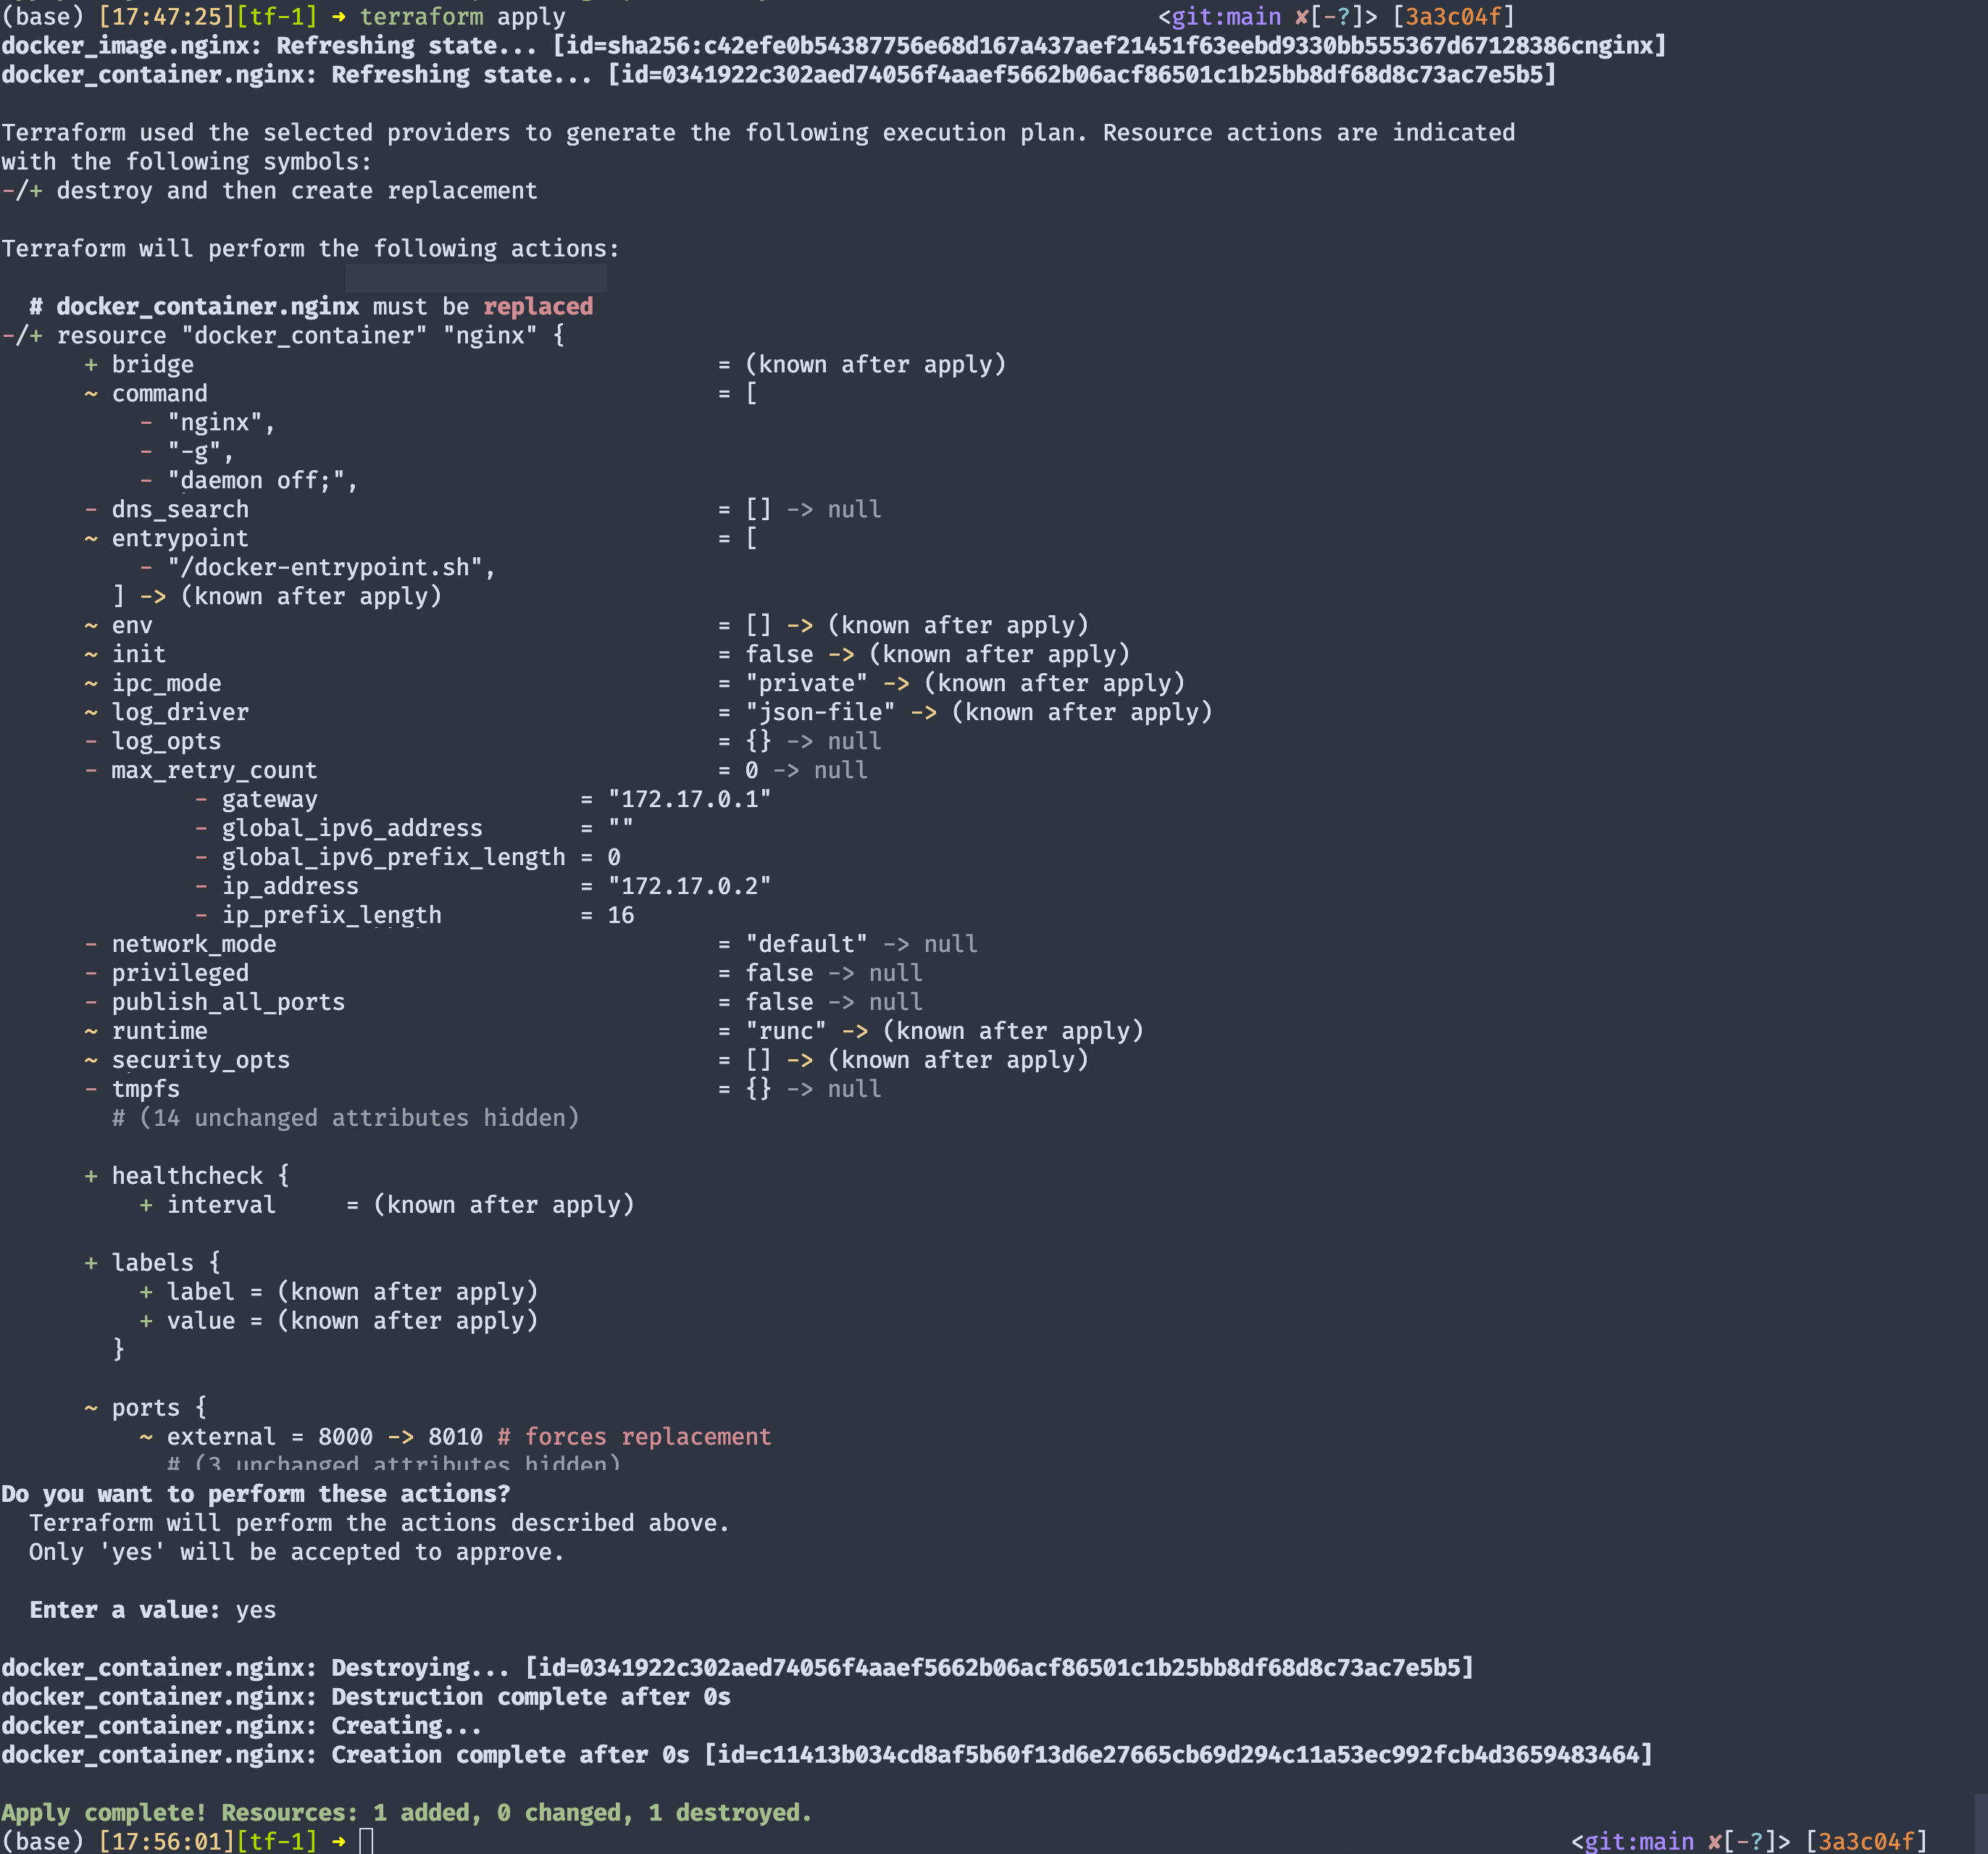 (base) [17:47:25][tf-1] ➜ terraform apply <git:main ✘[-?]> [3a3c04f]
docker_image.nginx: Refreshing state... [id=sha256:c42efe0b54387756e68d167a437aef21451f63eebd9330bb555367d67128386cnginx]
docker_container.nginx: Refreshing state... [id=0341922c302aed74056f4aaef5662b06acf86501c1b25bb8df68d8c73ac7e5b5]

Terraform used the selected providers to generate the following execution plan. Resource actions are indicated
with the following symbols:
-/+ destroy and then create replacement

Terraform will perform the following actions:

  # docker_container.nginx must be replaced
-/+ resource "docker_container" "nginx" {
      + bridge = (known after apply)
      ~ command = [
          - "nginx",
          - "-g",
          - "daemon off;",
      - dns_search = [] -> null
      ~ entrypoint = [
          - "/docker-entrypoint.sh",
        ] -> (known after apply)
      ~ env = [] -> (known after apply)
      ~ init = false -> (known after apply)
      ~ ipc_mode = "private" -> (known after apply)
      ~ log_driver = "json-file" -> (known after apply)
      - log_opts = {} -> null
      - max_retry_count = 0 -> null
              - gateway = "172.17.0.1"
              - global_ipv6_address = ""
              - global_ipv6_prefix_length = 0
              - ip_address = "172.17.0.2"
              - ip_prefix_length = 16
      - network_mode = "default" -> null
      - privileged = false -> null
      - publish_all_ports = false -> null
      ~ runtime = "runc" -> (known after apply)
      ~ security_opts = [] -> (known after apply)
      - tmpfs = {} -> null
        # (14 unchanged attributes hidden)

      + healthcheck {
          + interval = (known after apply)

      + labels {
          + label = (known after apply)
          + value = (known after apply)
        }

      ~ ports {
          ~ external = 8000 -> 8010 # forces replacement
            # (3 unchanged attributes hidden)
Do you want to perform these actions?
  Terraform will perform the actions described above.
  Only 'yes' will be accepted to approve.

  Enter a value: yes

docker_container.nginx: Destroying... [id=0341922c302aed74056f4aaef5662b06acf86501c1b25bb8df68d8c73ac7e5b5]
docker_container.nginx: Destruction complete after 0s
docker_container.nginx: Creating...
docker_container.nginx: Creation complete after 0s [id=c11413b034cd8af5b60f13d6e27665cb69d294c11a53ec992fcb4d3659483464]

Apply complete! Resources: 1 added, 0 changed, 1 destroyed.
(base) [17:56:01][tf-1] ➜ <git:main ✘[-?]> [3a3c04f]